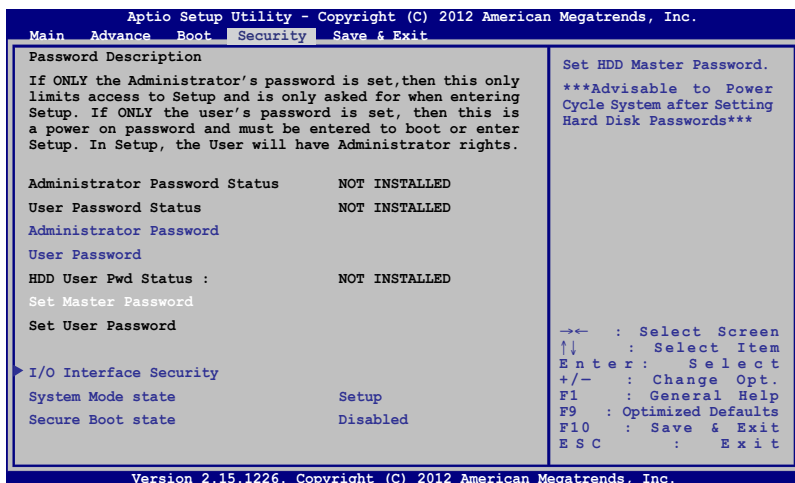 Aptio Setup Utility - Copyright (C) 2012 American Megatrends, Inc.
Main Advance Boot Security Save & Exit
Password Description
If ONLY the Administrator's password is set,then this only
limits access to Setup and is only asked for when entering
Setup. If ONLY the user's password is set, then this is
a power on password and must be entered to boot or enter
Setup. In Setup, the User will have Administrator rights.
Administrator Password Status NOT INSTALLED
User Password Status NOT INSTALLED
Administrator Password
User Password
HDD User Pwd Status : NOT INSTALLED
Set Master Password
Set User Password
I/O Interface Security
System Mode state Setup
Secure Boot state Disabled
Set HDD Master Password.
***Advisable to Power
Cycle System after Setting
Hard Disk Passwords***
→← : Select Screen
↑↓ : Select Item
Enter: Select
+/— : Change Opt.
F1 : General Help
F9 : Optimized Defaults
F10 : Save & Exit
ESC : Exit
Version 2.15.1226. Copyright (C) 2012 American Megatrends, Inc.